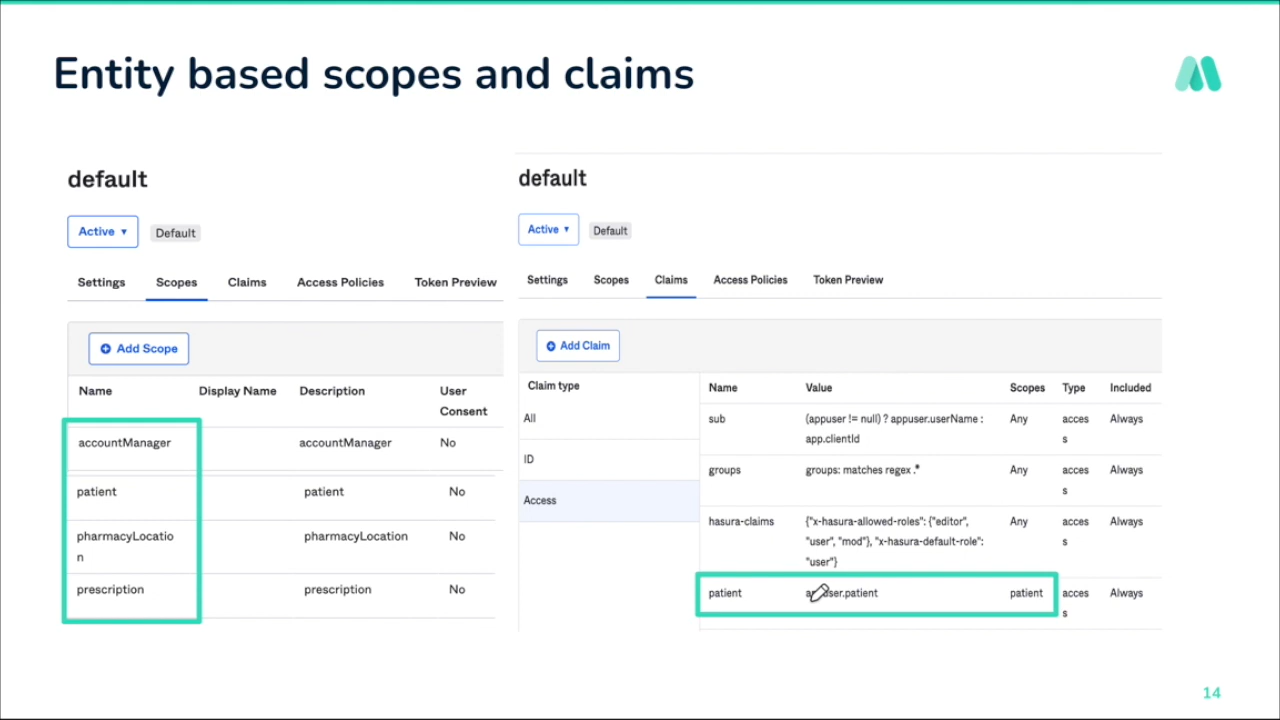 Entity based scopes and claims
default
Active ▾ Default
Settings Scopes Claims Access Policies Token Preview
Add Scope
Name Display Name Description User Consent
accountManager accountManager No
patient patient No
pharmacyLocatio
n pharmacyLocation No
prescription prescription No
default
Active ▾ Default
Settings Scopes Claims Access Policies Token Preview
Add Claim
Claim type
All
ID
Access
Name Value Scopes Type Included
sub (appuser != null) ? appuser.userName : Any acces Always
app.clientId s
groups groups: matches regex .* Any acces Always
s
hasura-claims {"x-hasura-allowed-roles": {"editor", Any acces Always
"user", "mod"}, "x-hasura-default-role": s
"user"}
patient patient acces Always
s
14